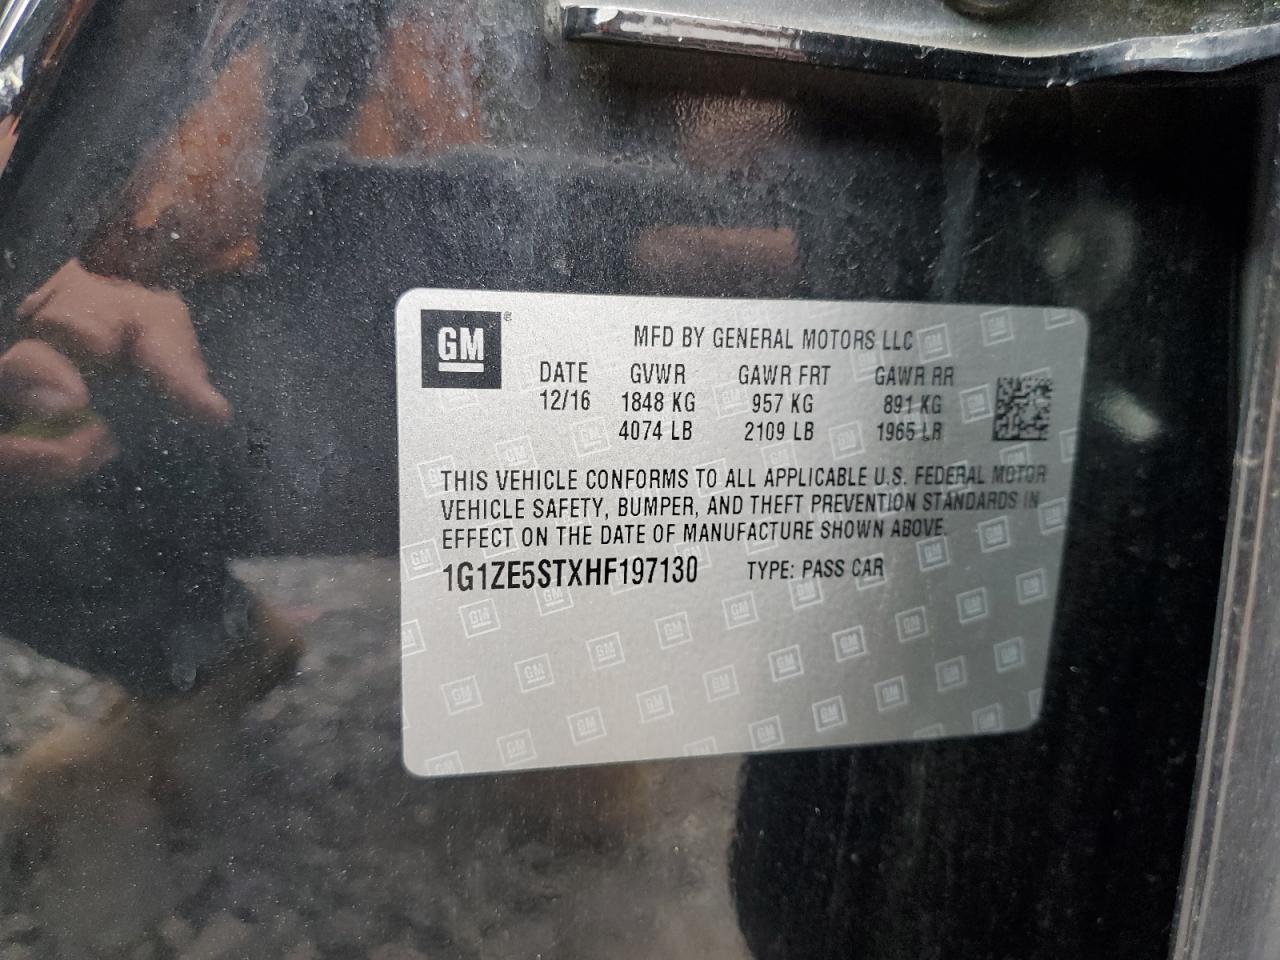 GM
MFD BY GENERAL MOTORS LLC
DATE GVWR GAWR FRT GAWR RR
12/16 1848 KG 957 KG 891 KG
4074 LB 2109 LB 1965 LB
THIS VEHICLE CONFORMS TO ALL APPLICABLE U.S. FEDERAL MOTOR
VEHICLE SAFETY, BUMPER, AND THEFT PREVENTION STANDARDS IN
EFFECT ON THE DATE OF MANUFACTURE SHOWN ABOVE.
1G1ZE5STXHF197130 TYPE: PASS CAR